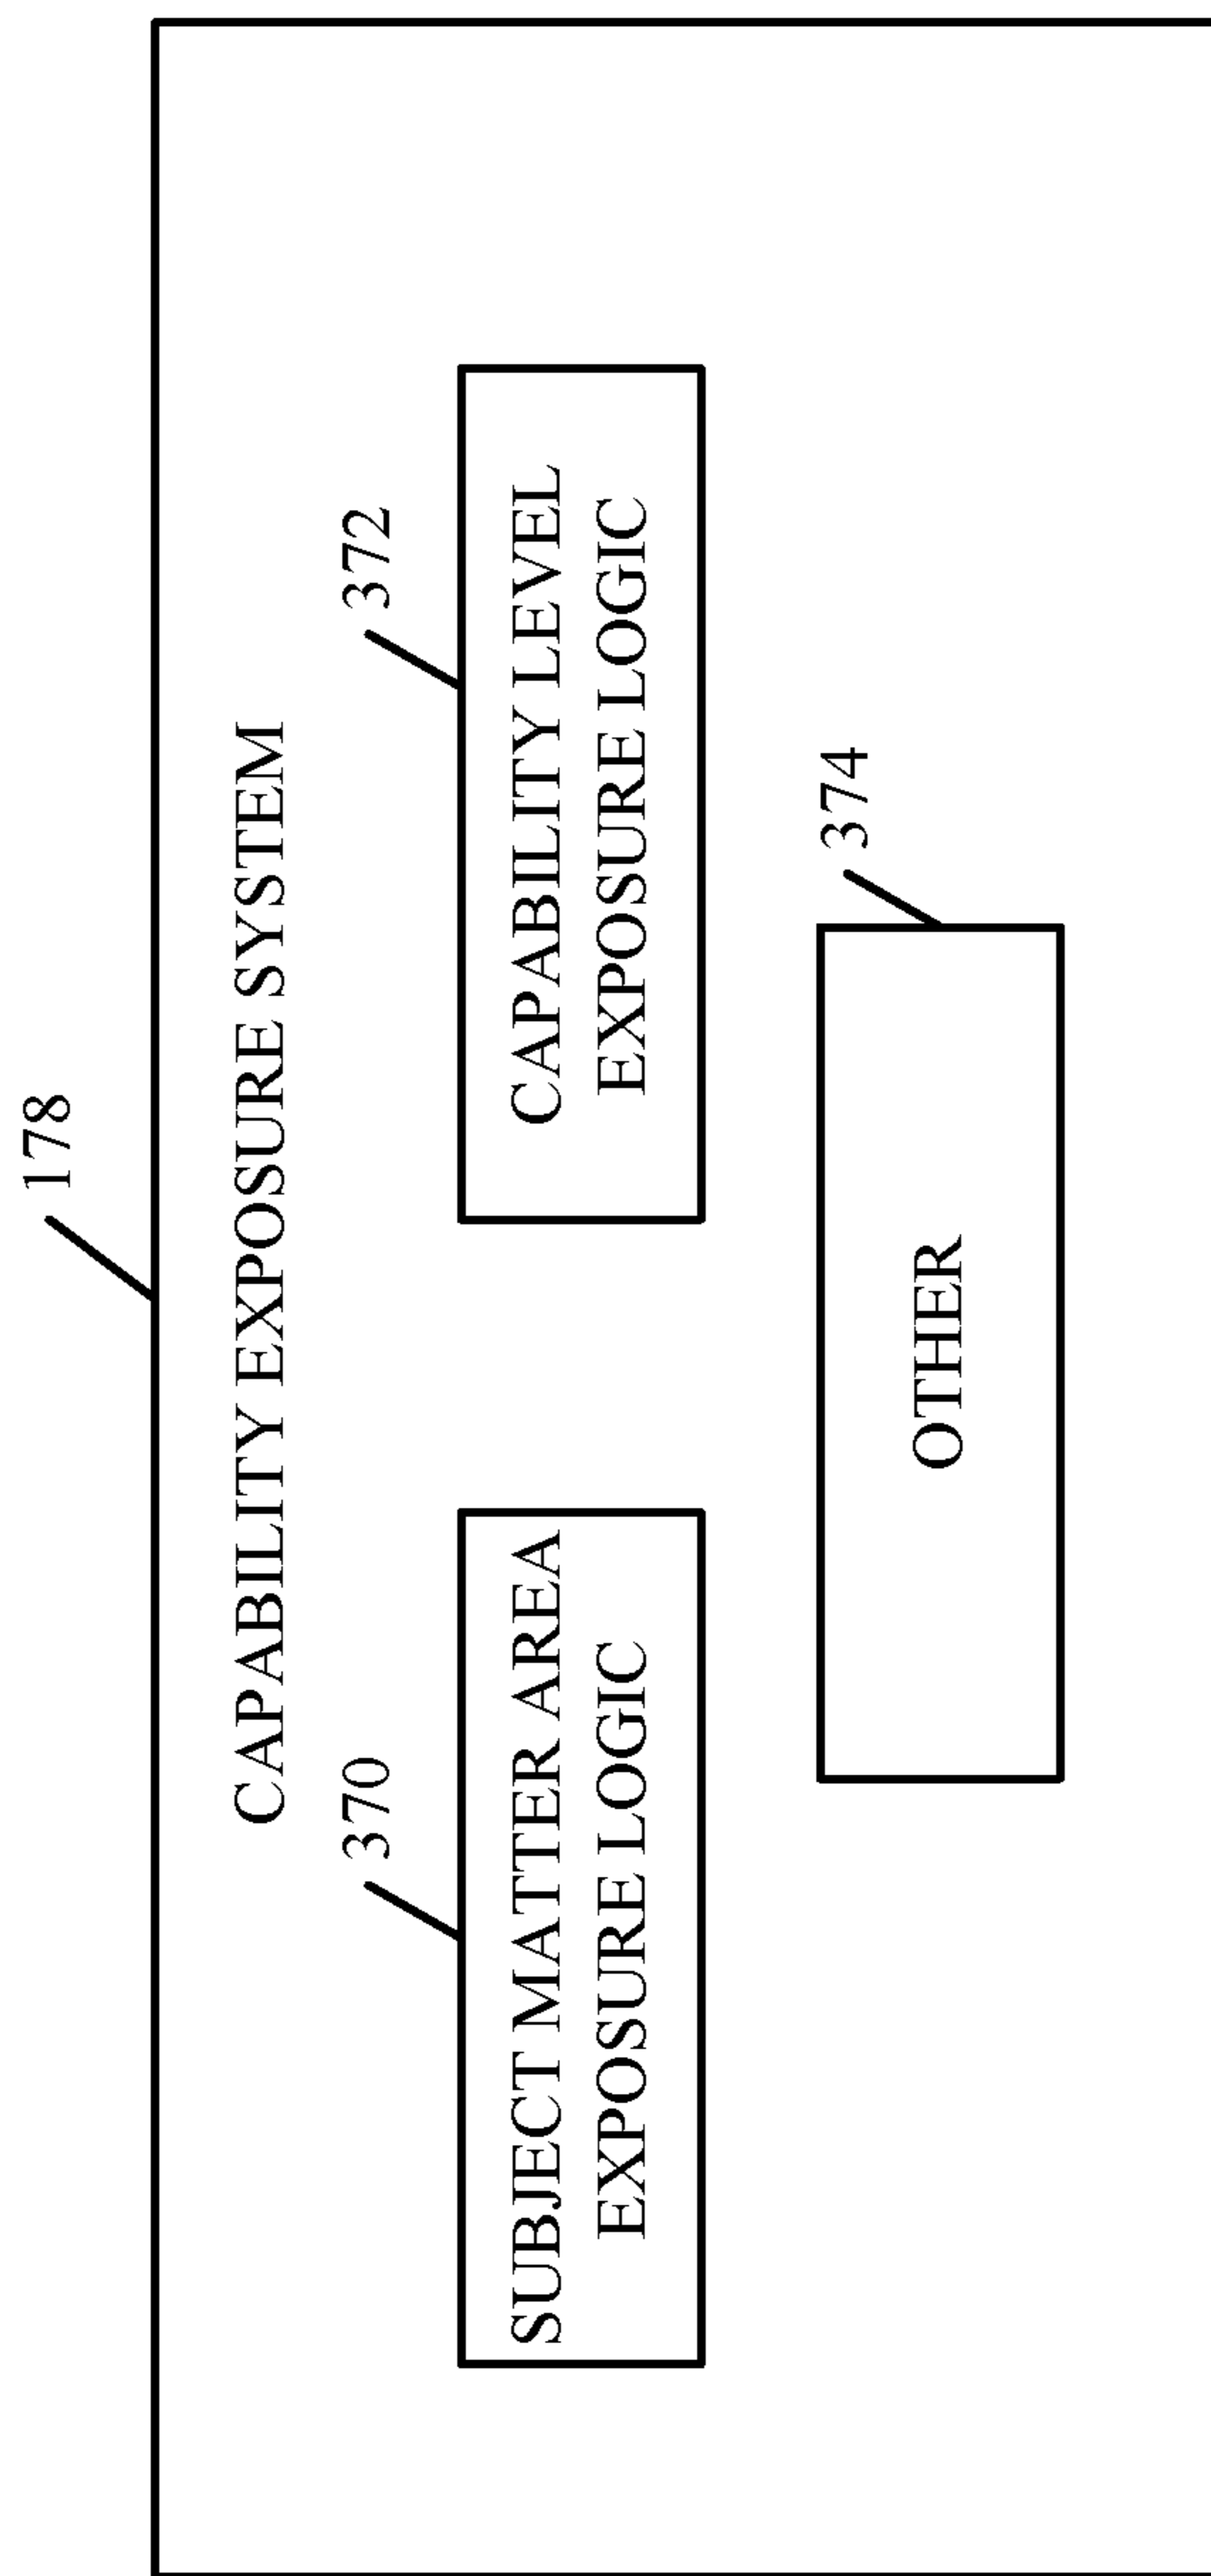 178
CAPABILITY EXPOSURE SYSTEM
370
372
SUBJECT MATTER AREA
EXPOSURE LOGIC
CAPABILITY LEVEL
EXPOSURE LOGIC
374
OTHER